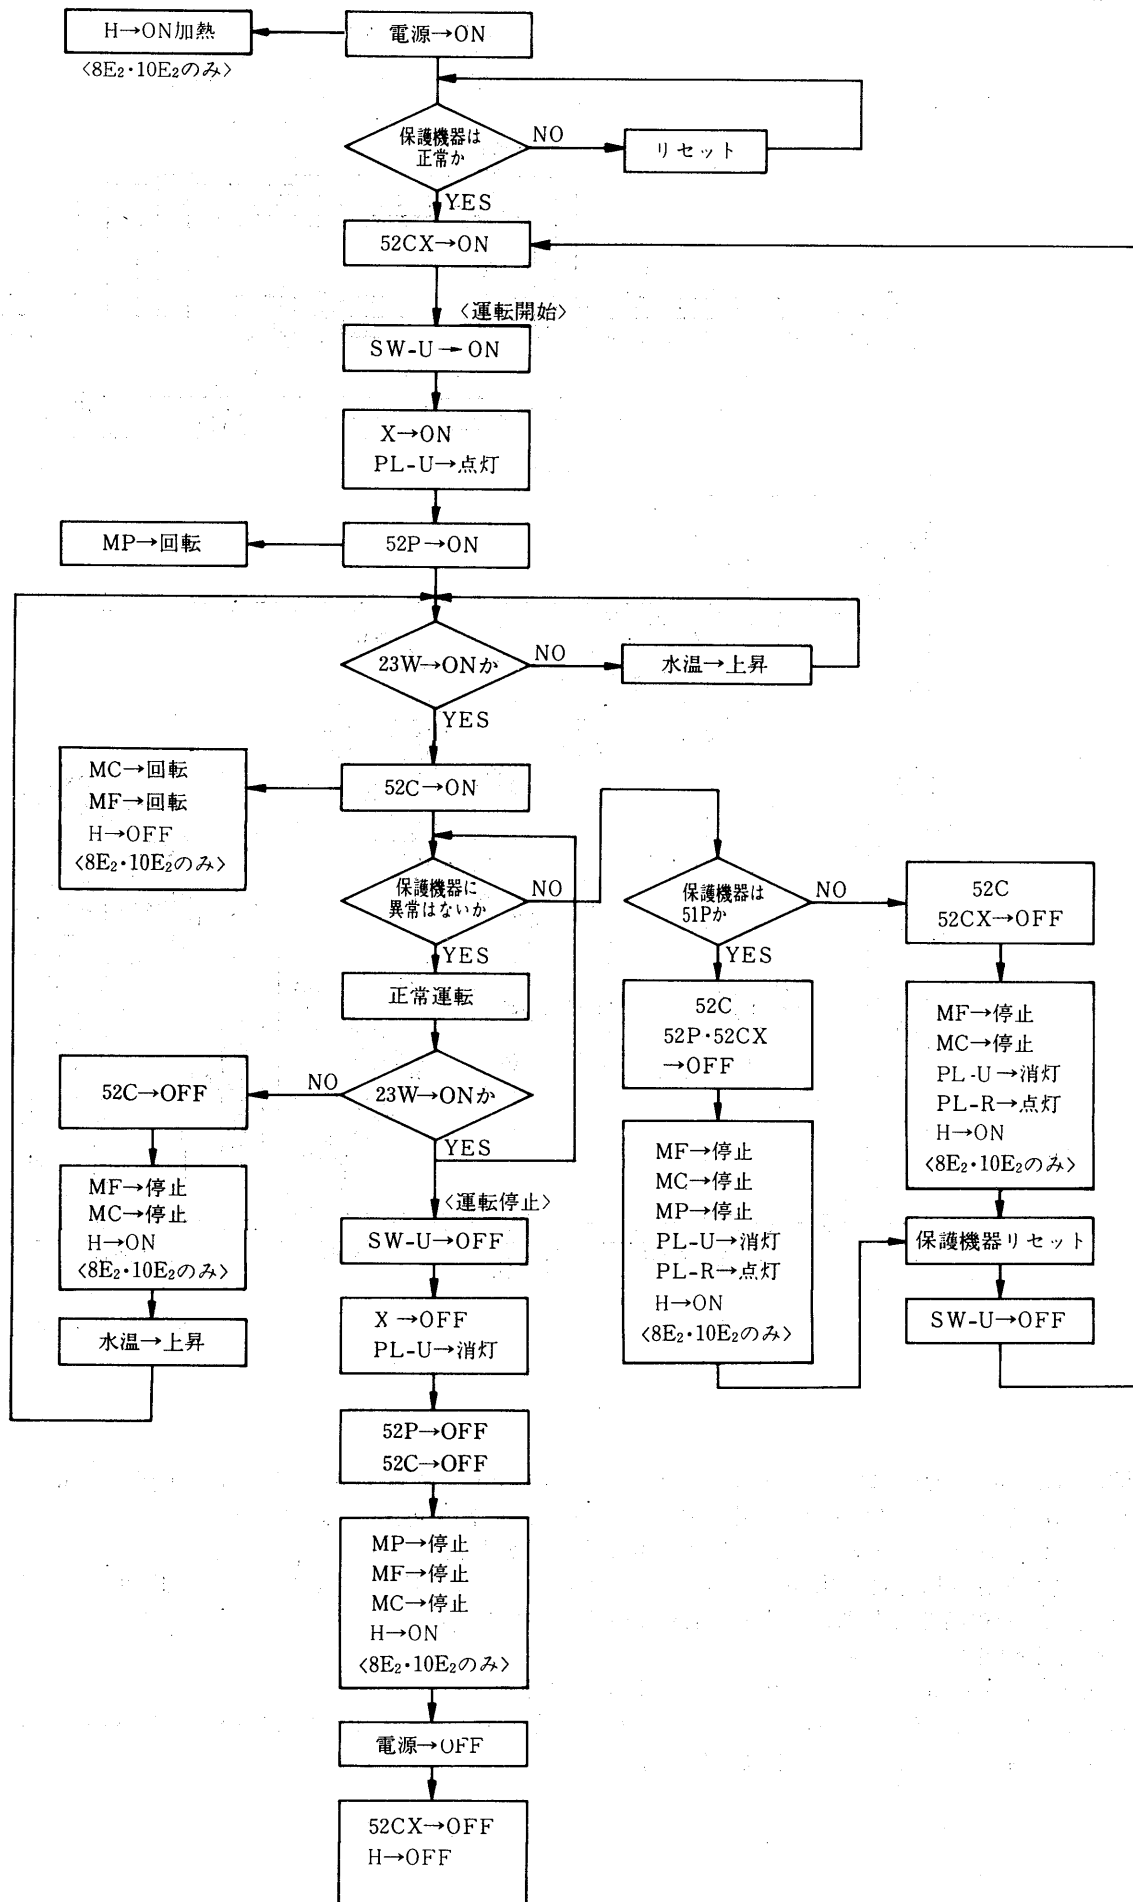 H→ON加熱
電源→ON
〈8E₂・10E₂のみ〉
保護機器は
正常か
NO
リセット
YES
52CX→ON
〈運転開始〉
SW-U→ON
X→ON
PL-U→点灯
MP→回転
52P→ON
23W→ONか
NO
水温→上昇
YES
MC→回転
MF→回転
H→OFF
〈8E₂・10E₂のみ〉
52C→ON
保護機器に
異常はないか
NO
YES
正常運転
23W→ONか
NO
YES
52C→OFF
MF→停止
MC→停止
H→ON
〈8E₂・10E₂のみ〉
水温→上昇
保護機器は
51Pか
NO
YES
52C
52P・52CX
→OFF
MF→停止
MC→停止
MP→停止
PL-U→消灯
PL-R→点灯
H→ON
〈8E₂・10E₂のみ〉
52C
52CX→OFF
MF→停止
MC→停止
PL-U→消灯
PL-R→点灯
H→ON
〈8E₂・10E₂のみ〉
保護機器リセット
SW-U→OFF
〈運転停止〉
SW-U→OFF
X→OFF
PL-U→消灯
52P→OFF
52C→OFF
MP→停止
MF→停止
MC→停止
H→ON
〈8E₂・10E₂のみ〉
電源→OFF
52CX→OFF
H→OFF